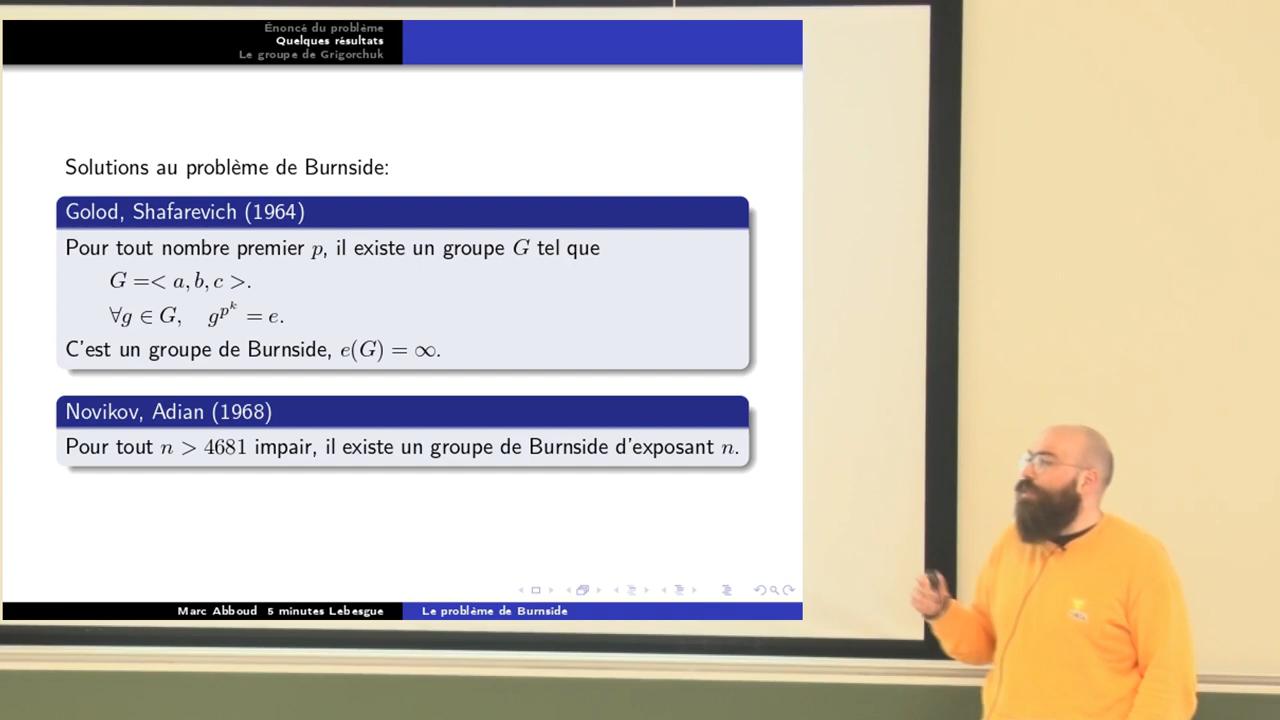 Énoncé du problème
Quelques résultats
Le groupe de Grigorchuk
Solutions au problème de Burnside:
Golod, Shafarevich (1964)
Pour tout nombre premier p, il existe un groupe G tel que
G =< a, b, c >.
∀g ∈ G, g^{p^k} = e.
C'est un groupe de Burnside, e(G) = ∞.
Novikov, Adian (1968)
Pour tout n > 4681 impair, il existe un groupe de Burnside d'exposant n.
Marc Abboud 5 minutes Lebesgue
Le problème de Burnside